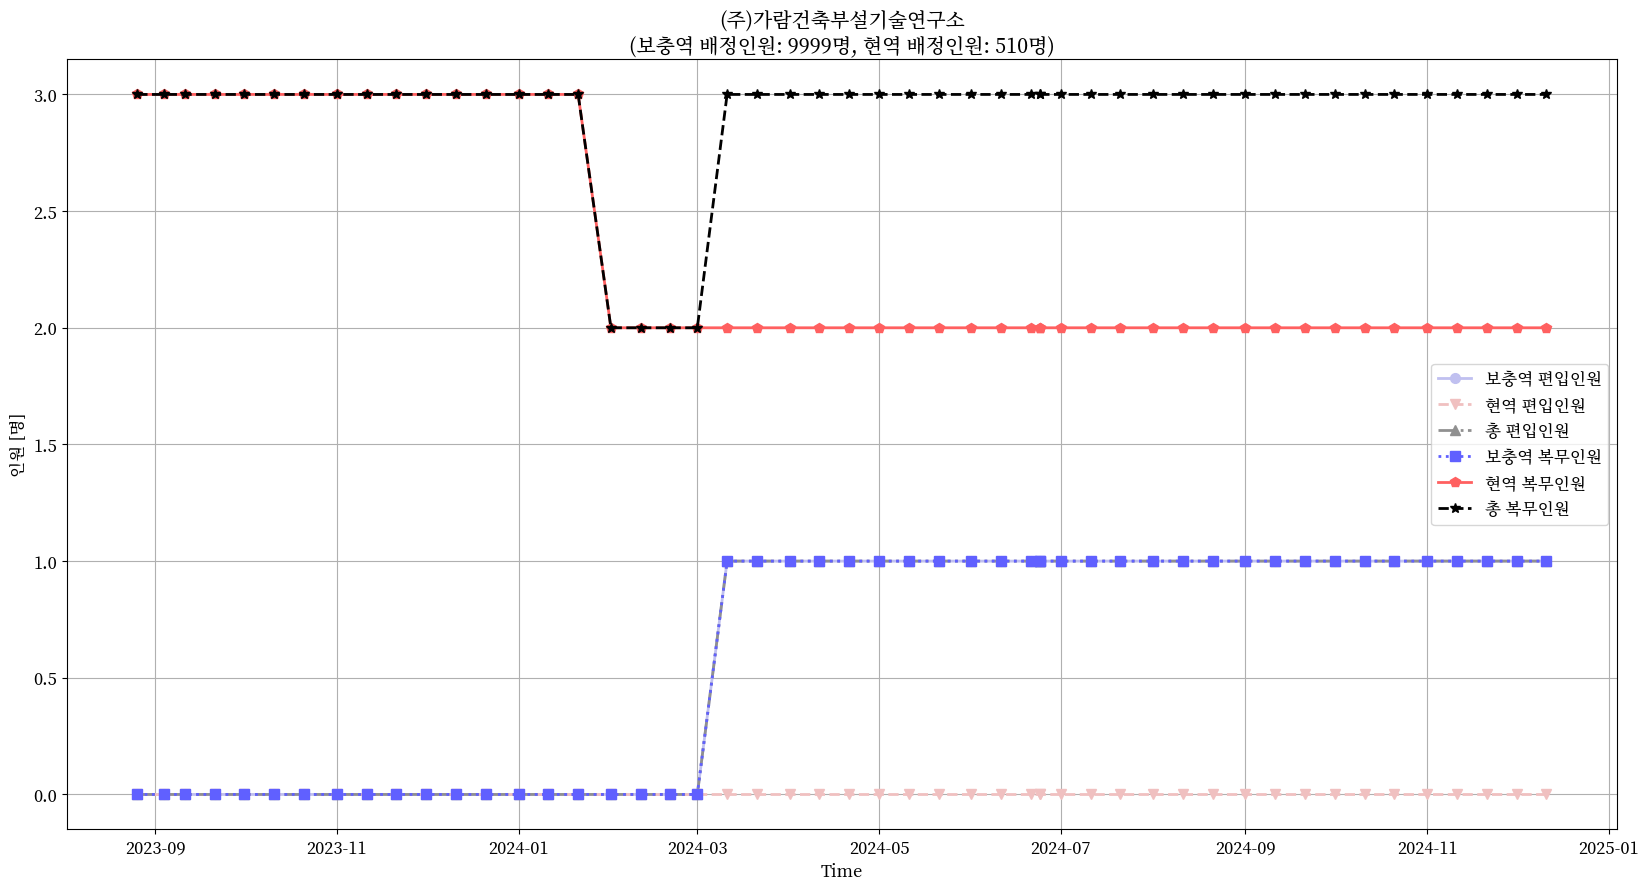 (주)가람건축부설기술연구소
(보충역 배정인원: 9999명, 현역 배정인원: 510명)
인원 [명]
3.0
2.5
2.0
1.5
1.0
0.5
0.0
보충역 편입인원
현역 편입인원
총 편입인원
보충역 복무인원
현역 복무인원
총 복무인원
2023-09
2023-11
2024-01
2024-03
2024-05
2024-07
2024-09
2024-11
2025-01
Time